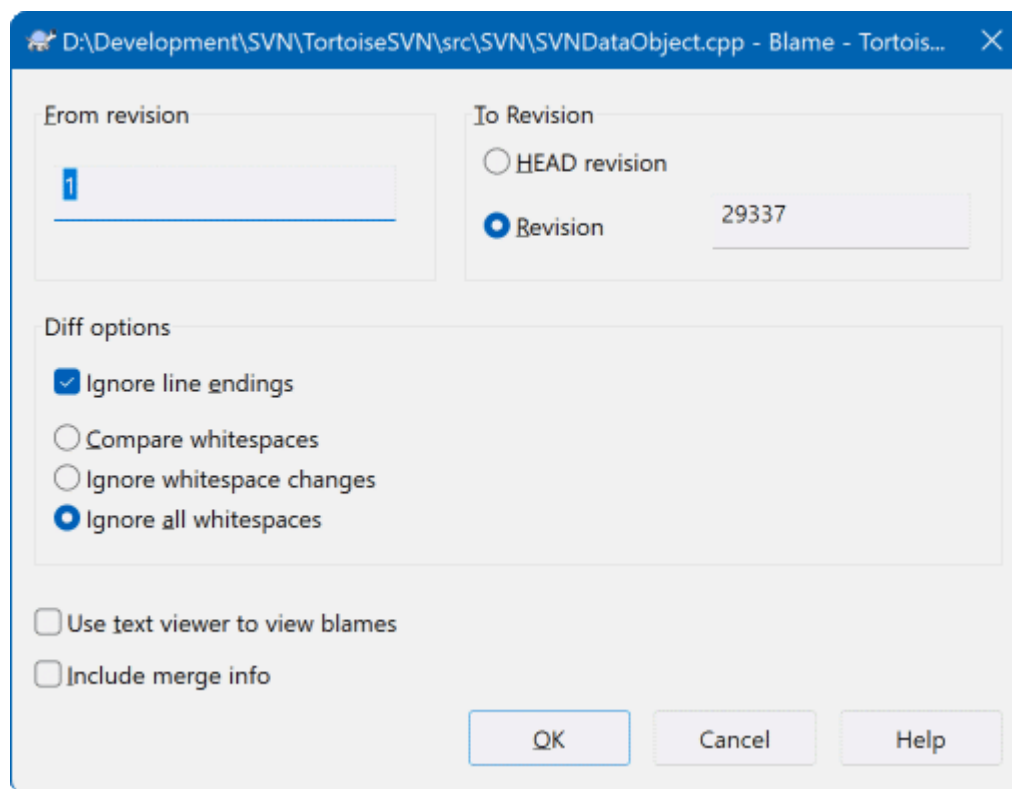 D:\Development\SVN\TortoiseSVN\src\SVN\SVNDataObject.cpp - Blame - Tortois...
From revision
1
To Revision
HEAD revision
Revision
29337
Diff options
Ignore line endings
Compare whitespaces
Ignore whitespace changes
Ignore all whitespaces
Use text viewer to view blames
Include merge info
OK Cancel Help